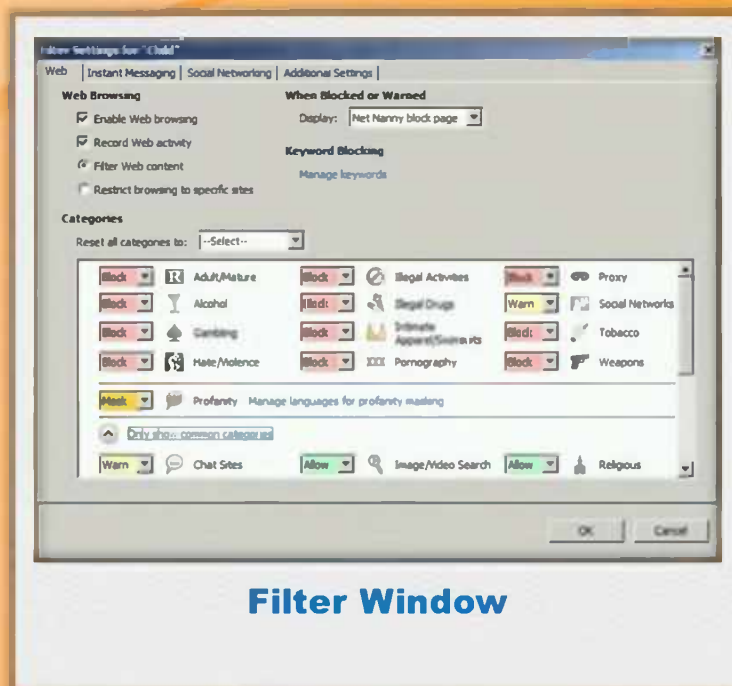 Filter Settings for "Child"
Web | Instant Messaging | Social Networking | Additional Settings |
Web Browsing
Enable Web browsing
Record Web activity
Filter Web content
Restrict browsing to specific sites
When Blocked or Warned
Display: Net Nanny block page
Keyword Blocking
Manage keywords
Categories
Reset all categories to: --Select--
Block R Adult/Mature Block Illegal Activities Block Proxy
Block Alcohol Block Illegal Drugs Warn Social Networks
Block Gambling Block Intimate Apparel/Swimsuits Block Tobacco
Block Hate/Violence Block XXX Pornography Block Weapons
Mask Profanity Manage languages for profanity masking
Only show common categories
Warn Chat Sites Allow Image/Video Search Allow Religious
OK Cancel
Filter Window